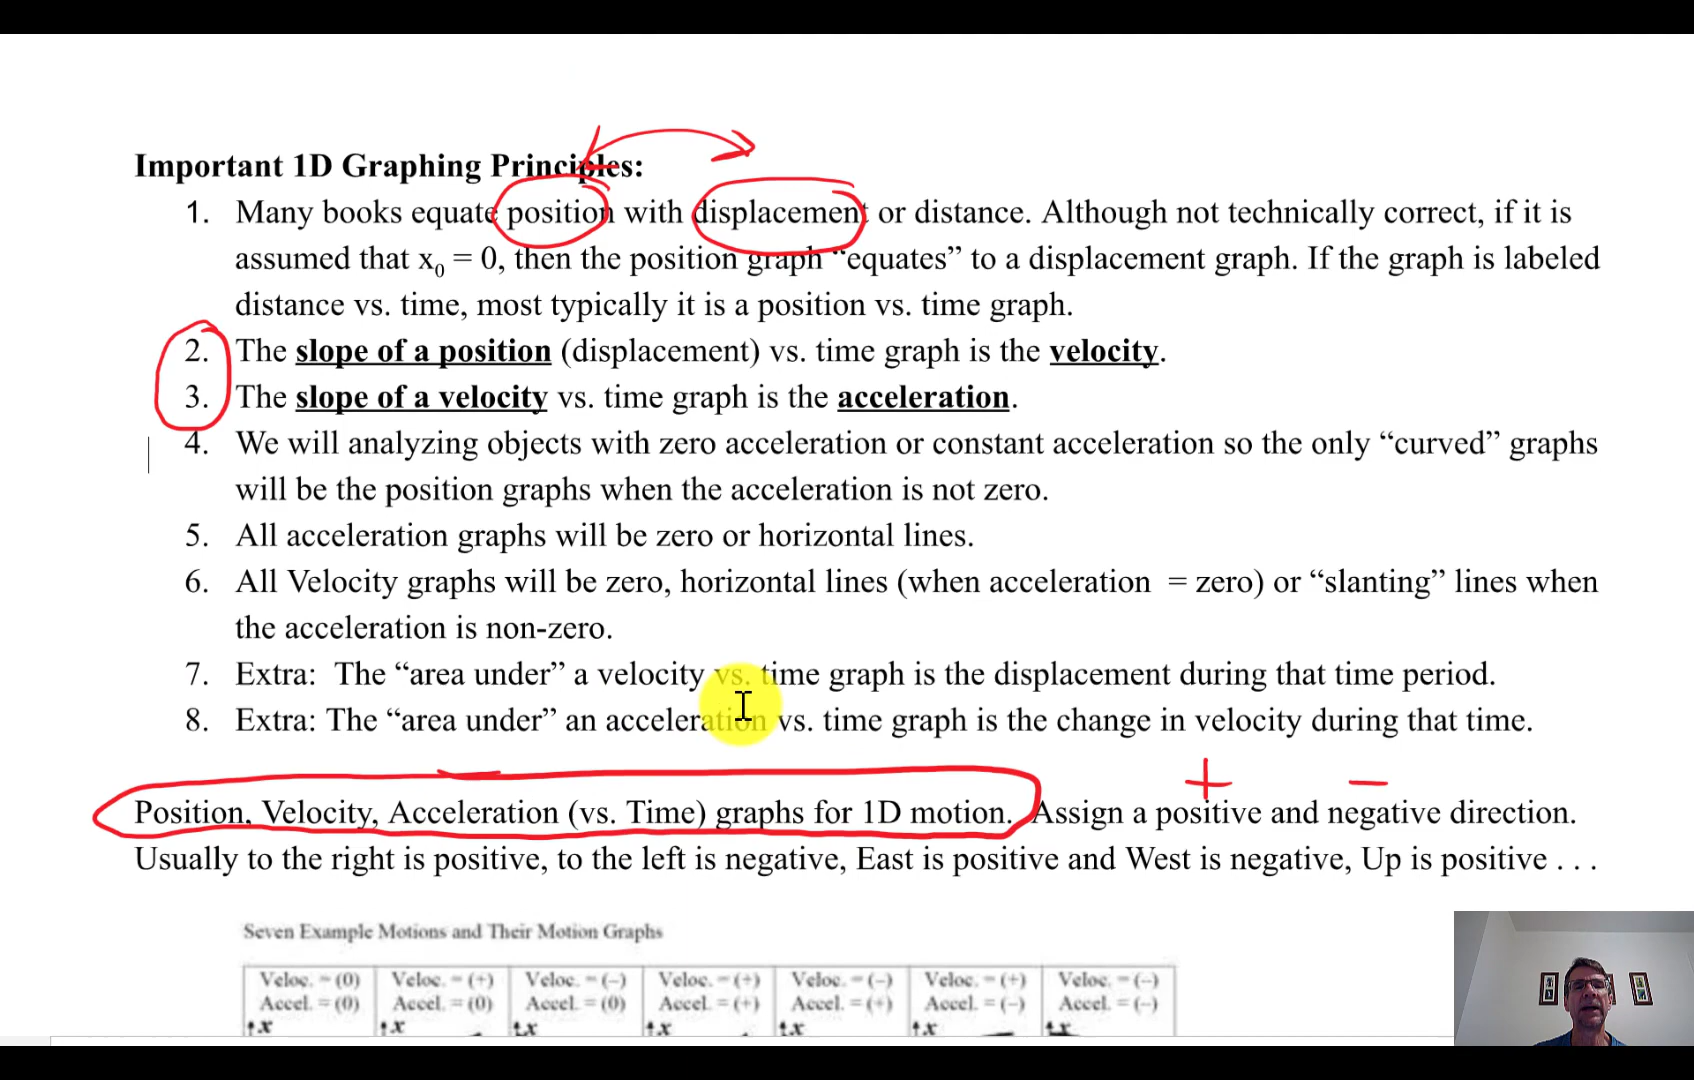 Important 1D Graphing Principles:
1. Many books equate position with displacement or distance. Although not technically correct, if it is
assumed that x₀ = 0, then the position graph “equates” to a displacement graph. If the graph is labeled
distance vs. time, most typically it is a position vs. time graph.
2. The slope of a position (displacement) vs. time graph is the velocity.
3. The slope of a velocity vs. time graph is the acceleration.
4. We will analyzing objects with zero acceleration or constant acceleration so the only “curved” graphs
will be the position graphs when the acceleration is not zero.
5. All acceleration graphs will be zero or horizontal lines.
6. All Velocity graphs will be zero, horizontal lines (when acceleration = zero) or “slanting” lines when
the acceleration is non-zero.
7. Extra: The “area under” a velocity vs. time graph is the displacement during that time period.
8. Extra: The “area under” an acceleration vs. time graph is the change in velocity during that time.
+ −
Position, Velocity, Acceleration (vs. Time) graphs for 1D motion. Assign a positive and negative direction.
Usually to the right is positive, to the left is negative, East is positive and West is negative, Up is positive . . .
Seven Example Motions and Their Motion Graphs
Veloc. = (0) Veloc. = (+) Veloc. = (−) Veloc. = (+) Veloc. = (−) Veloc. = (+) Veloc. = (−)
Accel. = (0) Accel. = (0) Accel. = (0) Accel. = (+) Accel. = (+) Accel. = (−) Accel. = (−)
x x x x x x x